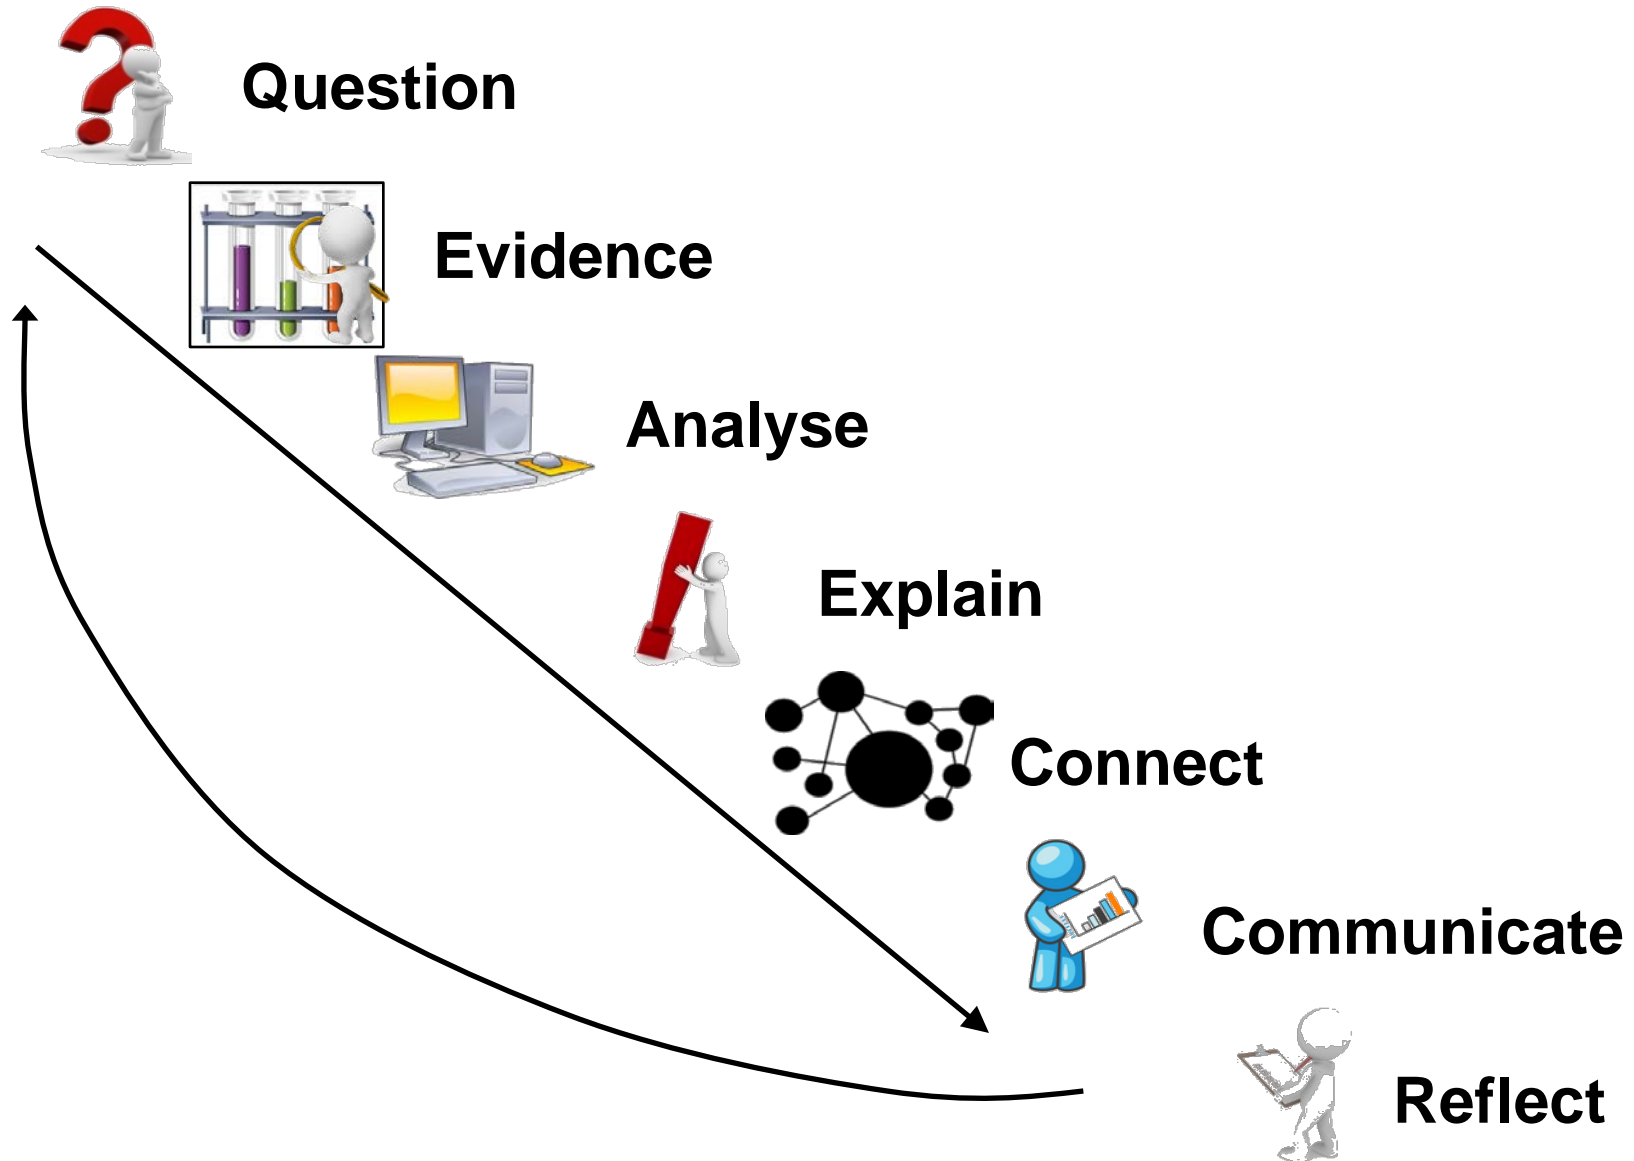 Question
Evidence
Analyse
Explain
Connect
Communicate
Reflect